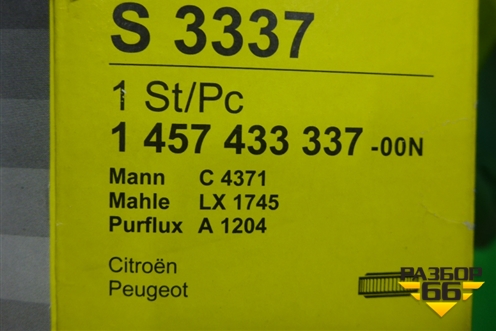 S 3337
1 St/Pc
1 457 433 337 -00N
Mann C 4371
Mahle LX 1745
Purflux A 1204
Citroën
Peugeot
РАЗБОР
66